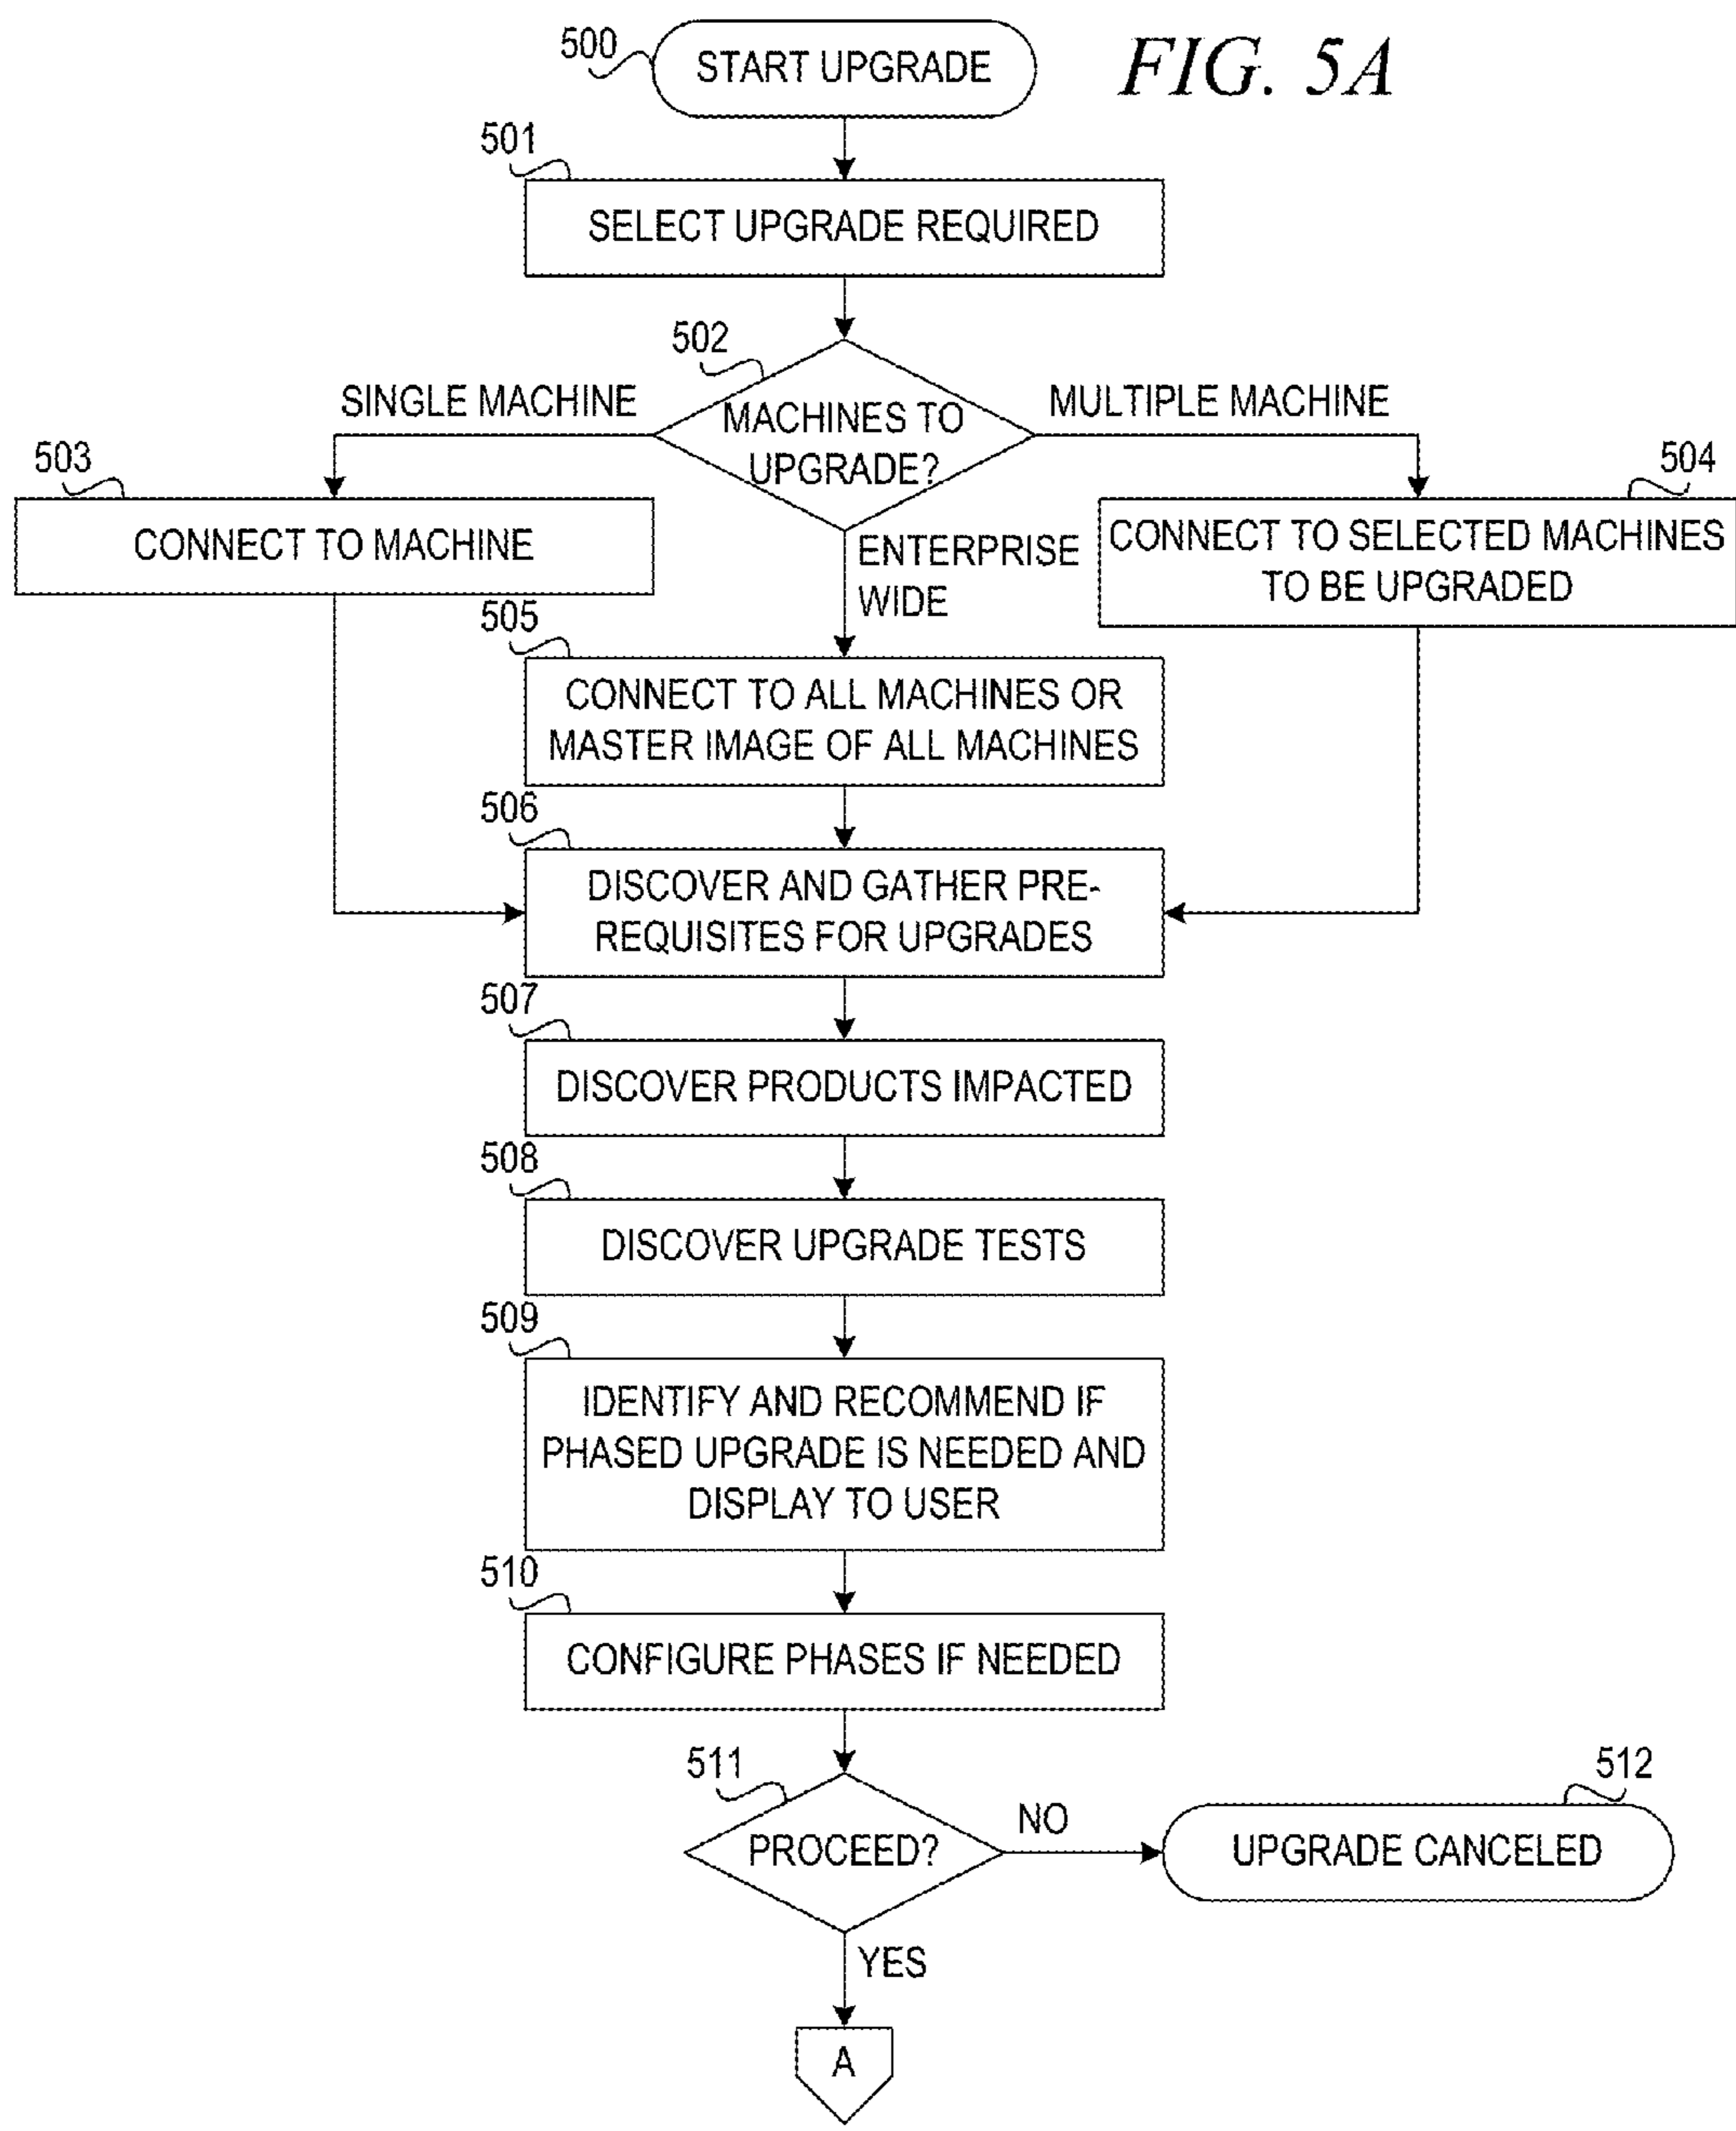 500
START UPGRADE
FIG. 5A
501
SELECT UPGRADE REQUIRED
502
SINGLE MACHINE
MACHINES TO
UPGRADE?
MULTIPLE MACHINE
503
CONNECT TO MACHINE
ENTERPRISE
WIDE
504
CONNECT TO SELECTED MACHINES
TO BE UPGRADED
505
CONNECT TO ALL MACHINES OR
MASTER IMAGE OF ALL MACHINES
506
DISCOVER AND GATHER PRE-
REQUISITES FOR UPGRADES
507
DISCOVER PRODUCTS IMPACTED
508
DISCOVER UPGRADE TESTS
509
IDENTIFY AND RECOMMEND IF
PHASED UPGRADE IS NEEDED AND
DISPLAY TO USER
510
CONFIGURE PHASES IF NEEDED
511
PROCEED?
NO
512
UPGRADE CANCELED
YES
A